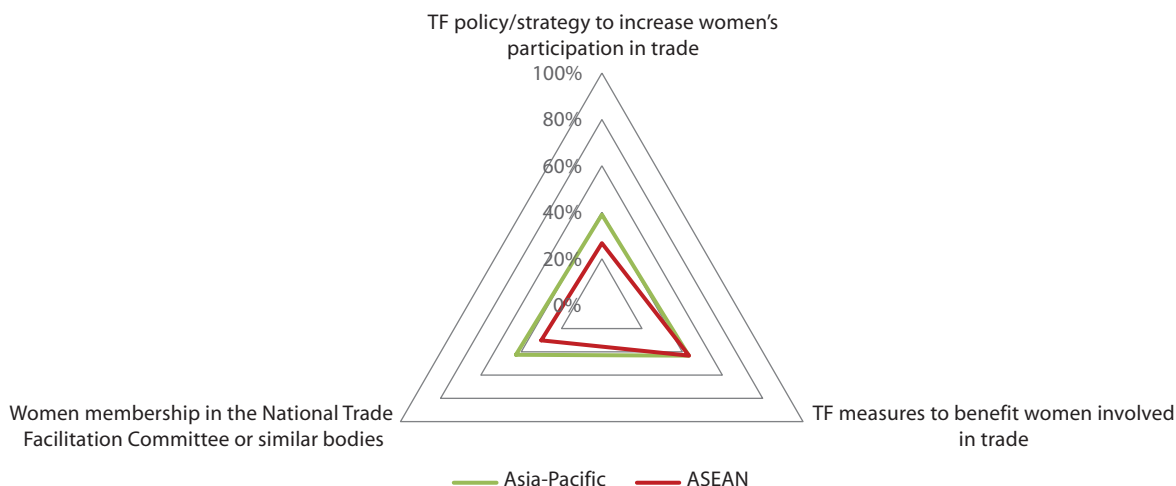 TF policy/strategy to increase women’s
participation in trade
100%
80%
60%
40%
20%
0%
Women membership in the National Trade
Facilitation Committee or similar bodies
TF measures to benefit women involved
in trade
Asia-Pacific
ASEAN